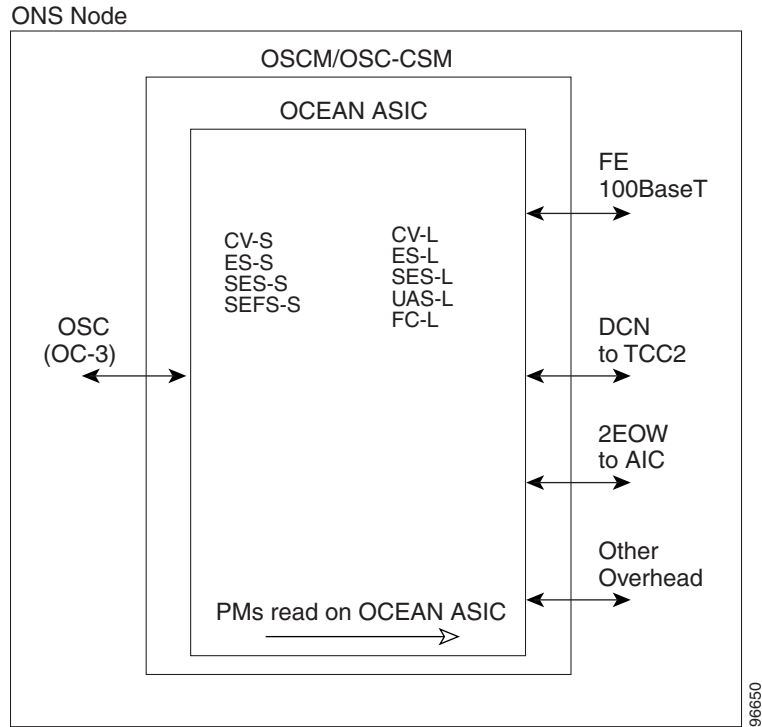 ONS Node
OSCM/OSC-CSM
OCEAN ASIC
FE
100BaseT
CV-S
ES-S
SES-S
SEFS-S
CV-L
ES-L
SES-L
UAS-L
FC-L
OSC
(OC-3)
DCN
to TCC2
2EOW
to AIC
Other
Overhead
PMs read on OCEAN ASIC
96650